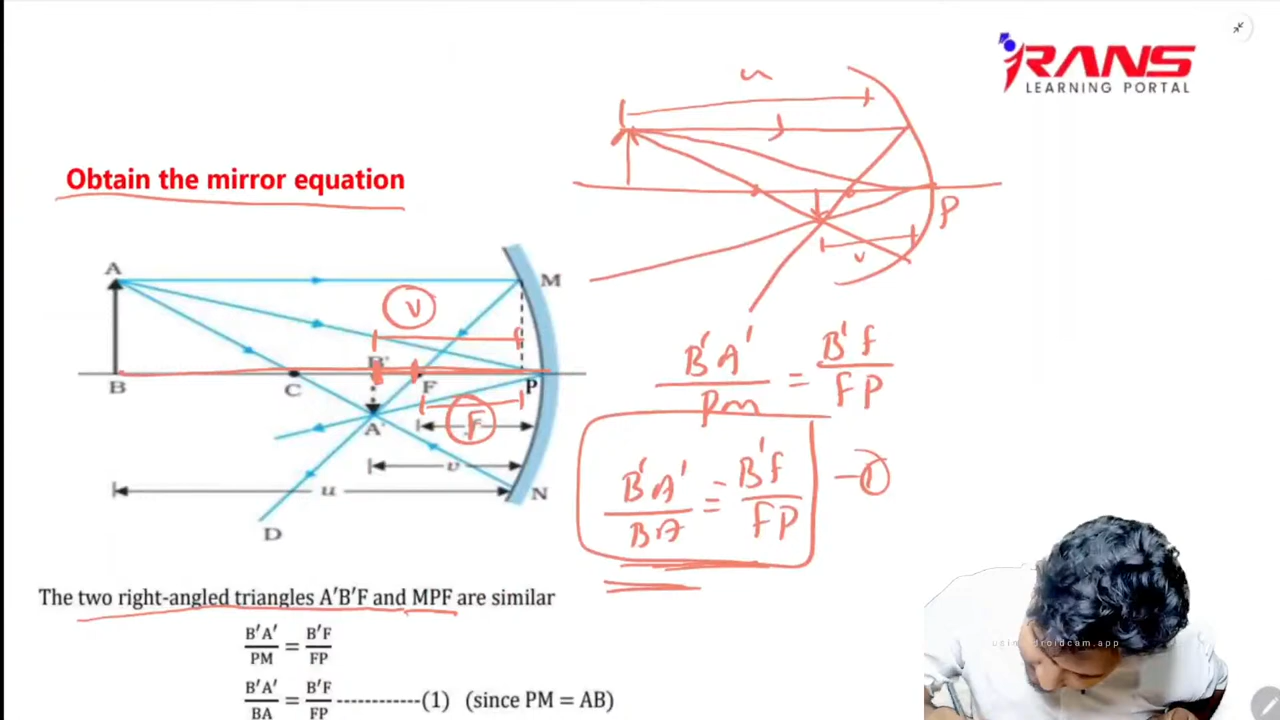 RANS
LEARNING PORTAL
u
Obtain the mirror equation
P
v
A
M
V
B'
B
C
F
P
F
A'
v
u
N
D
B'A' / PM = B'F / FP
B'A' / BA = B'F / FP — 1
The two right-angled triangles A′B′F and MPF are similar
B′A′ / PM = B′F / FP
B′A′ / BA = B′F / FP ------------(1) (since PM = AB)